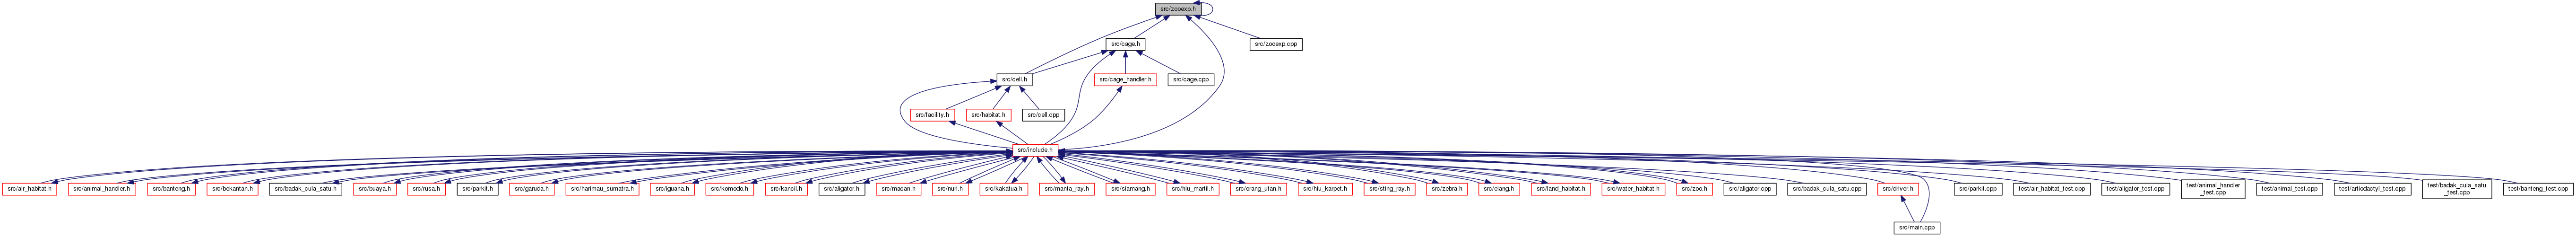 src/zooexp.h
src/cage.h
src/zooexp.cpp
src/cell.h
src/cage_handler.h
src/cage.cpp
src/facility.h
src/habitat.h
src/cell.cpp
src/include.h
src/air_habitat.h
src/animal_handler.h
src/banteng.h
src/bekantan.h
src/badak_cula_satu.h
src/buaya.h
src/rusa.h
src/parkit.h
src/garuda.h
src/harimau_sumatra.h
src/iguana.h
src/komodo.h
src/kancil.h
src/aligator.h
src/macan.h
src/nuri.h
src/kakatua.h
src/manta_ray.h
src/siamang.h
src/hiu_martil.h
src/orang_utan.h
src/hiu_karpet.h
src/sting_ray.h
src/zebra.h
src/elang.h
src/land_habitat.h
src/water_habitat.h
src/zoo.h
src/aligator.cpp
src/badak_cula_satu.cpp
src/driver.h
src/parkit.cpp
test/air_habitat_test.cpp
test/aligator_test.cpp
test/animal_handler
_test.cpp
test/animal_test.cpp
test/artiodactyl_test.cpp
test/badak_cula_satu
_test.cpp
test/banteng_test.cpp
src/main.cpp